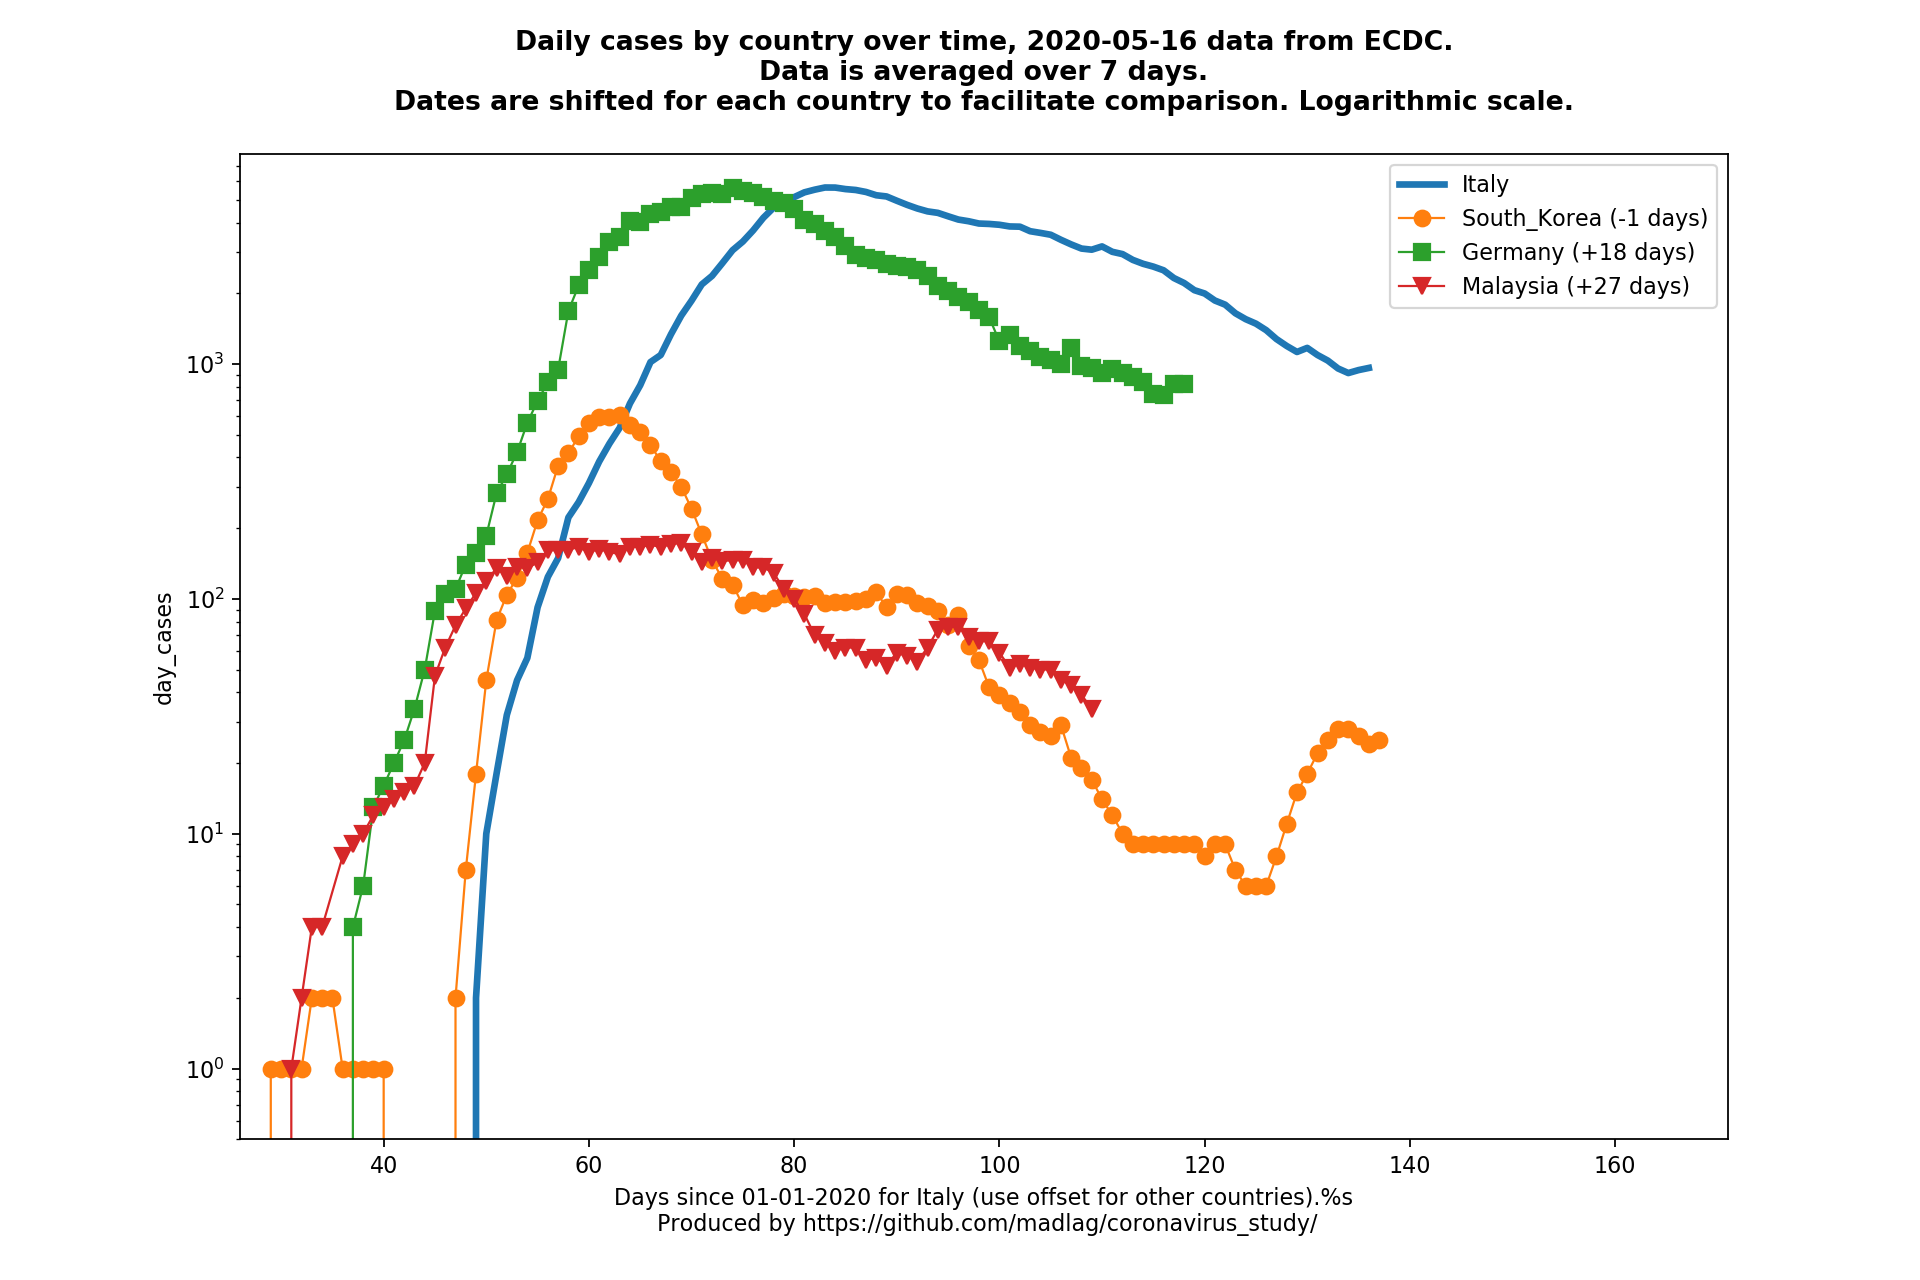 Daily cases by country over time, 2020-05-16 data from ECDC.
Data is averaged over 7 days.
Dates are shifted for each country to facilitate comparison. Logarithmic scale.
Italy
South_Korea (-1 days)
Germany (+18 days)
Malaysia (+27 days)
day_cases
10³
10²
10¹
10⁰
40 60 80 100 120 140 160
Days since 01-01-2020 for Italy (use offset for other countries).%s
Produced by https://github.com/madlag/coronavirus_study/